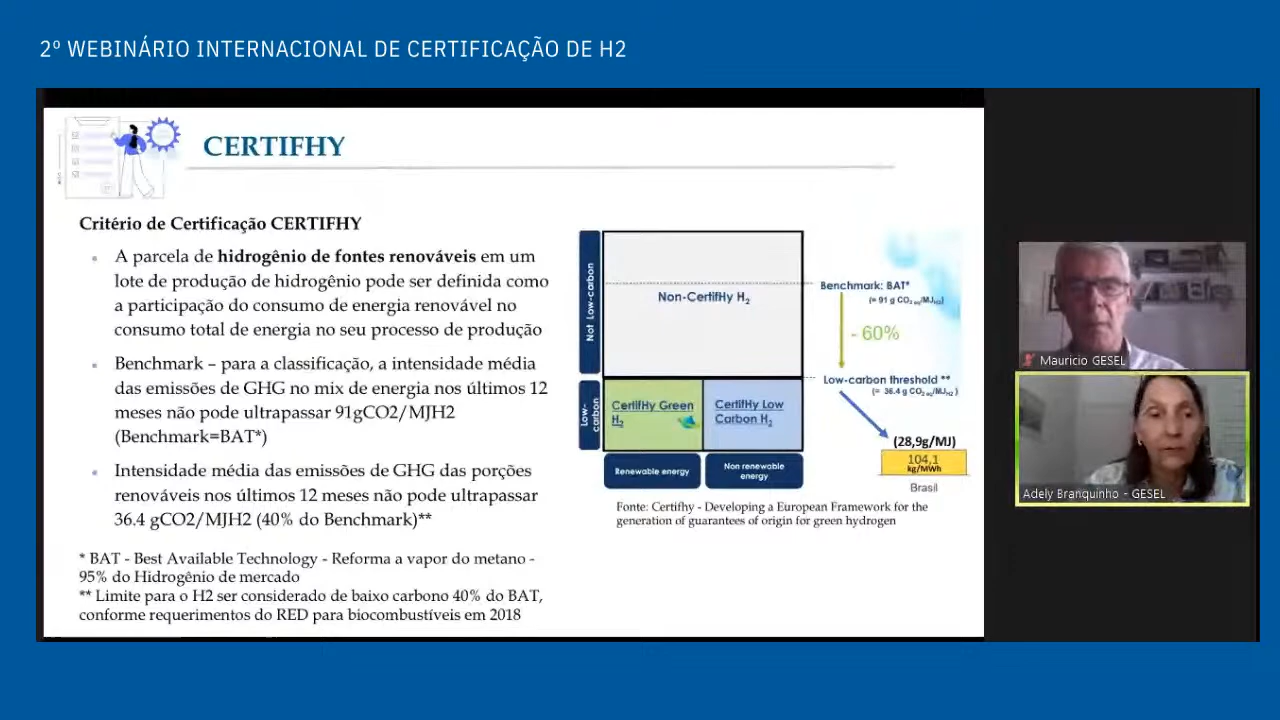 2º WEBINÁRIO INTERNACIONAL DE CERTIFICAÇÃO DE H2
CERTIFHY
Critério de Certificação CERTIFHY
A parcela de hidrogênio de fontes renováveis em um
lote de produção de hidrogênio pode ser definida como
a participação do consumo de energia renovável no
consumo total de energia no seu processo de produção
Benchmark – para a classificação, a intensidade média
das emissões de GHG no mix de energia nos últimos 12
meses não pode ultrapassar 91gCO2/MJH2
(Benchmark=BAT*)
Intensidade média das emissões de GHG das porções
renováveis nos últimos 12 meses não pode ultrapassar
36.4 gCO2/MJH2 (40% do Benchmark)**
* BAT - Best Available Technology - Reforma a vapor do metano -
95% do Hidrogênio de mercado
** Limite para o H2 ser considerado de baixo carbono 40% do BAT,
conforme requerimentos do RED para biocombustíveis em 2018
Not Low-carbon
Non-CertifHy H2
Benchmark: BAT*
(= 91 g CO2 eq/MJH2)
- 60%
Low-carbon threshold **
(= 36.4 g CO2 eq/MJH2)
Low-
carbon
CertifHy Green
H2
CertifHy Low
Carbon H2
Renewable energy
Non renewable
energy
(28,9g/MJ)
104,1
kg/MWh
Brasil
Fonte: Certifhy - Developing a European Framework for the
generation of guarantees of origin for green hydrogen
Mauricio GESEL
Adely Branquinho - GESEL